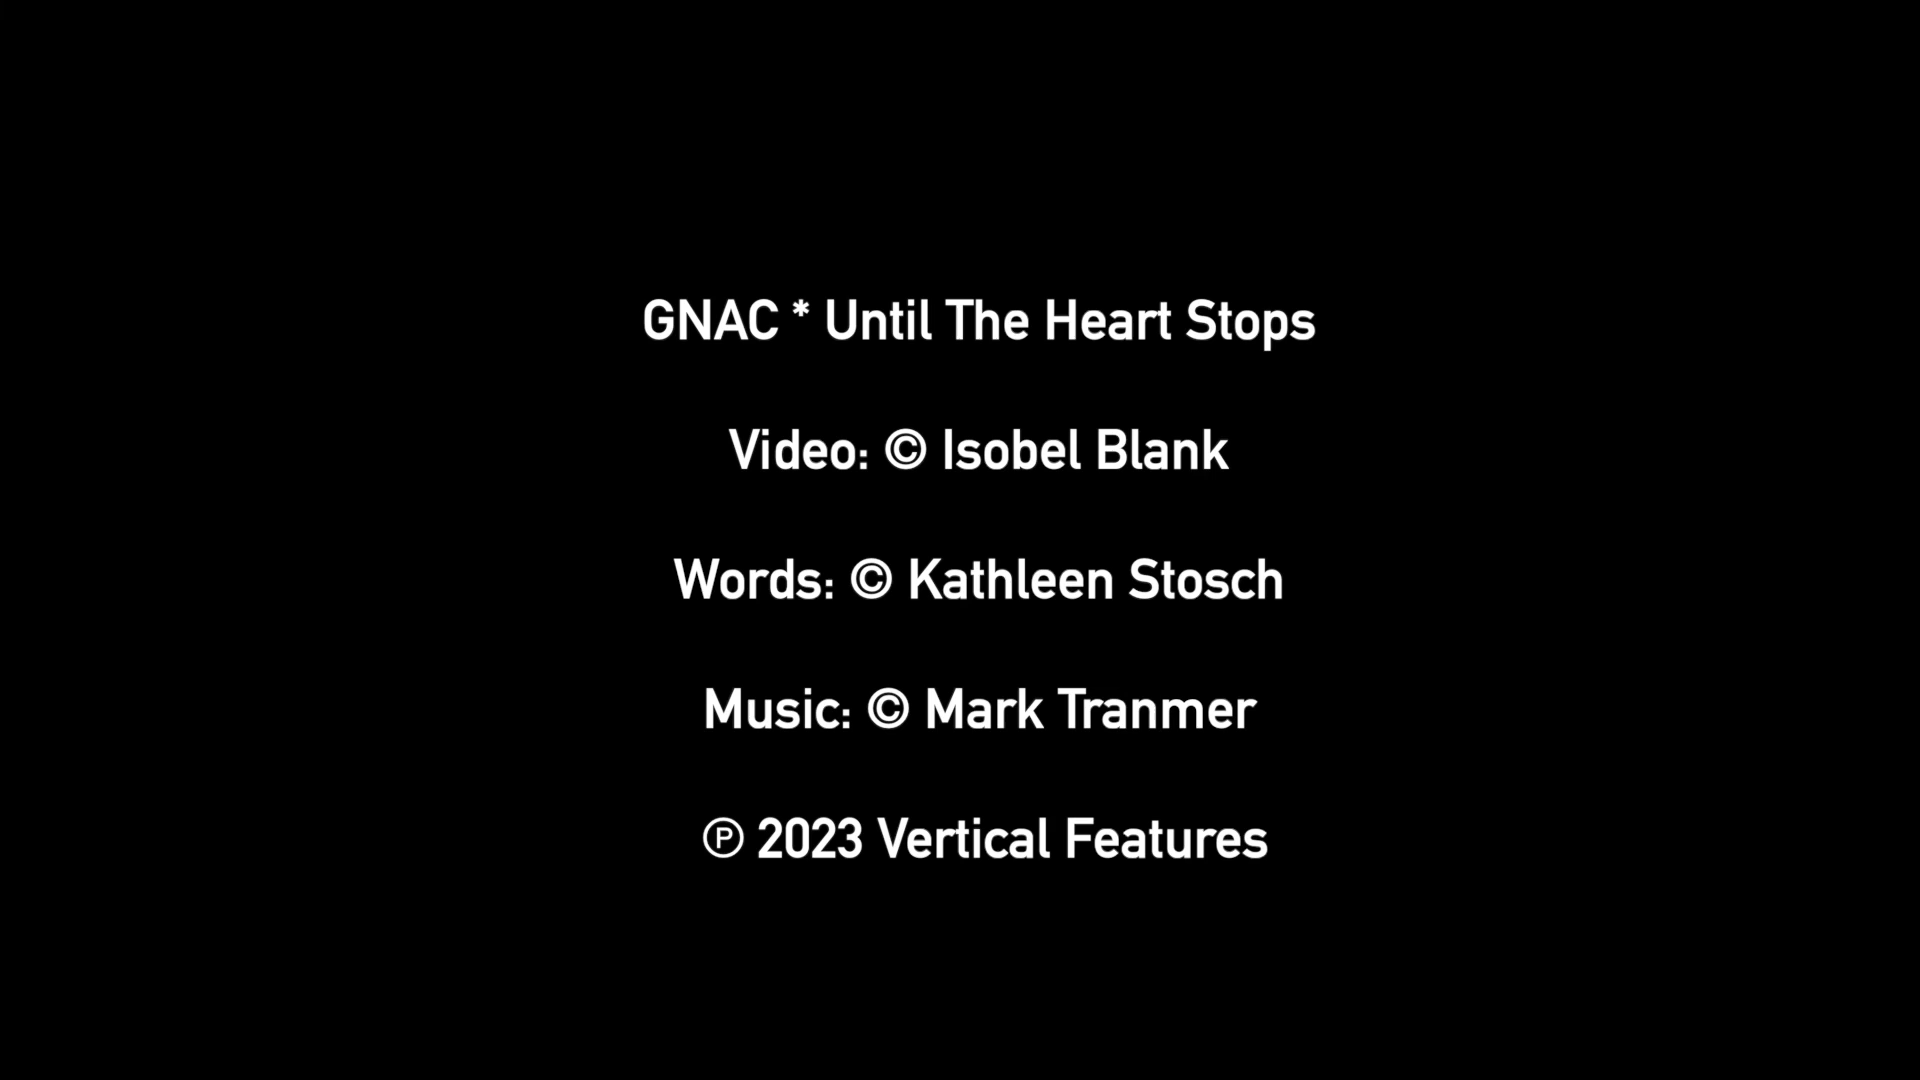 GNAC * Until The Heart Stops
Video: © Isobel Blank
Words: © Kathleen Stosch
Music: © Mark Tranmer
℗ 2023 Vertical Features